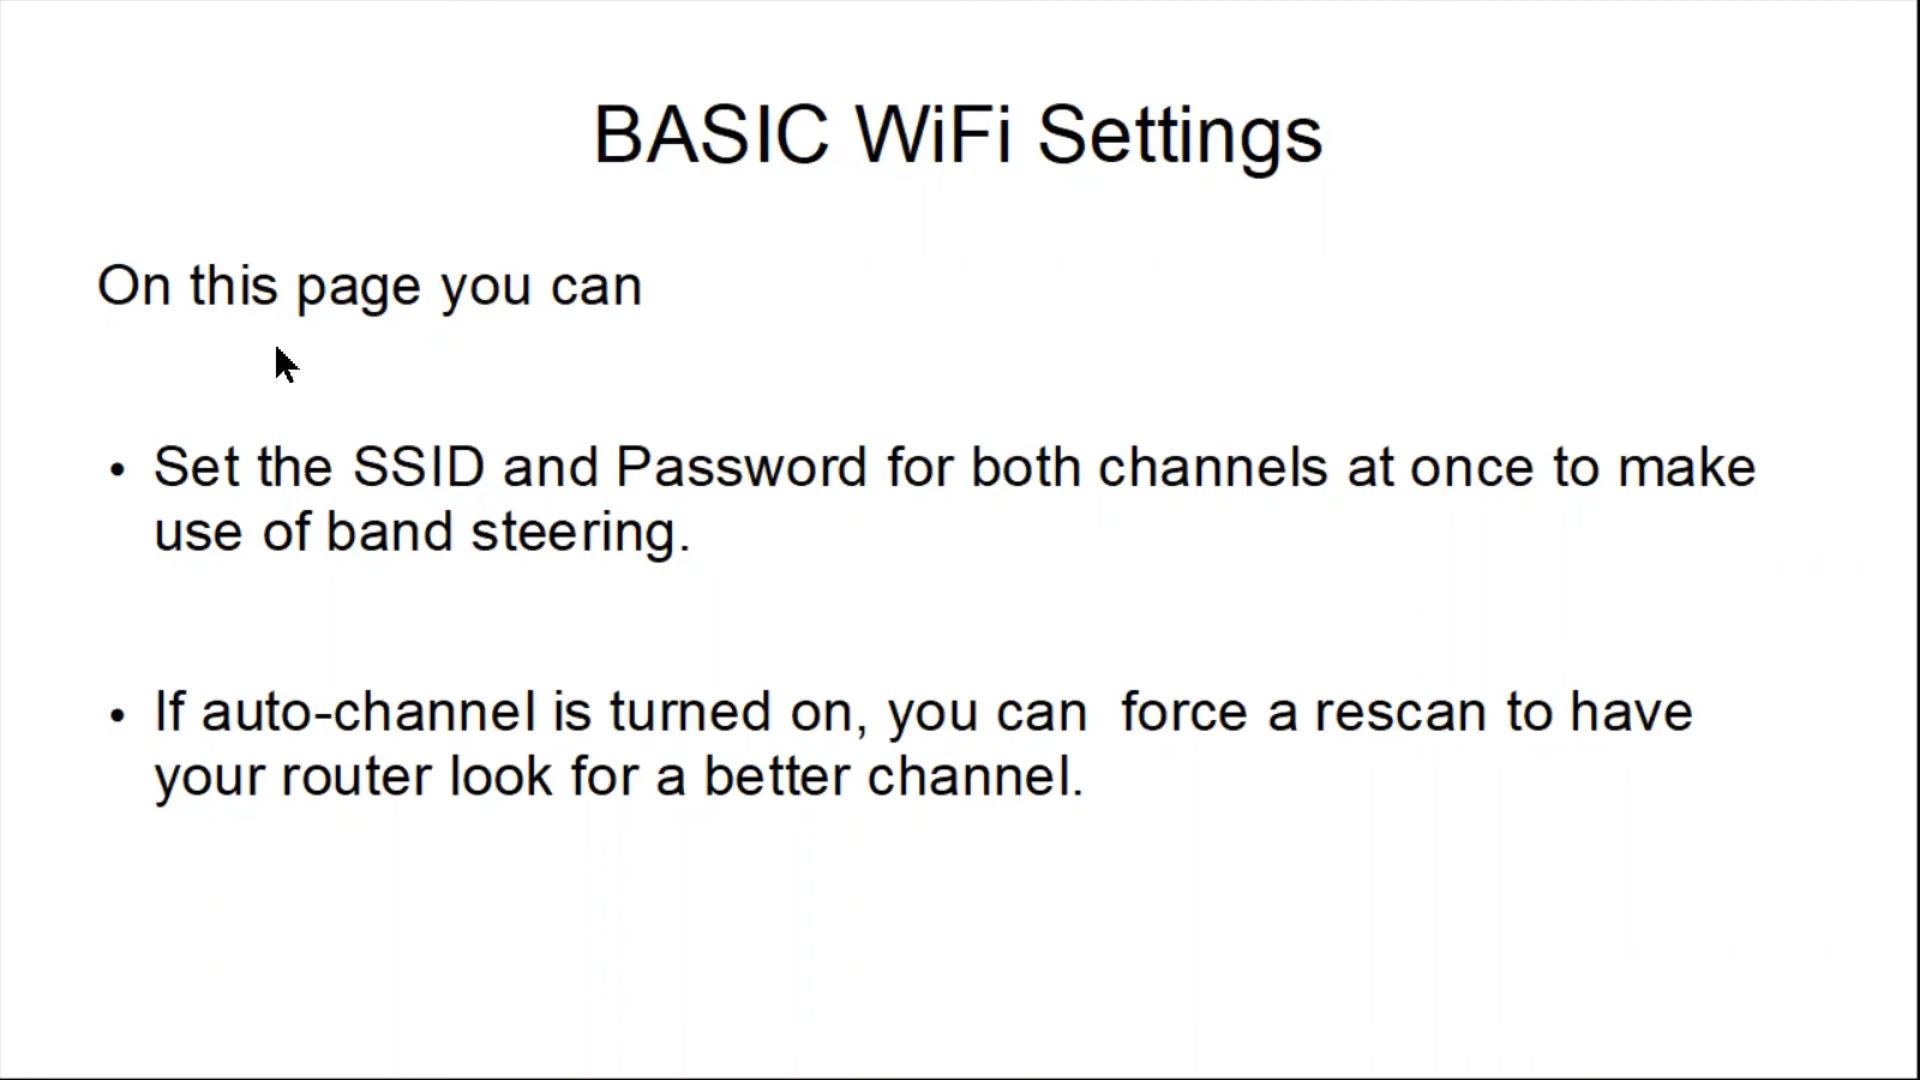 BASIC WiFi Settings
On this page you can
• Set the SSID and Password for both channels at once to make
use of band steering.
• If auto-channel is turned on, you can  force a rescan to have
your router look for a better channel.